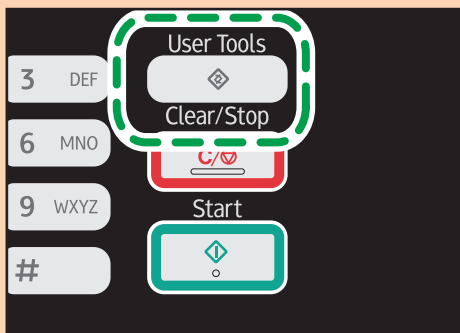 User Tools
3 DEF
Clear/Stop
6 MNO
C/
9 WXYZ
Start
#